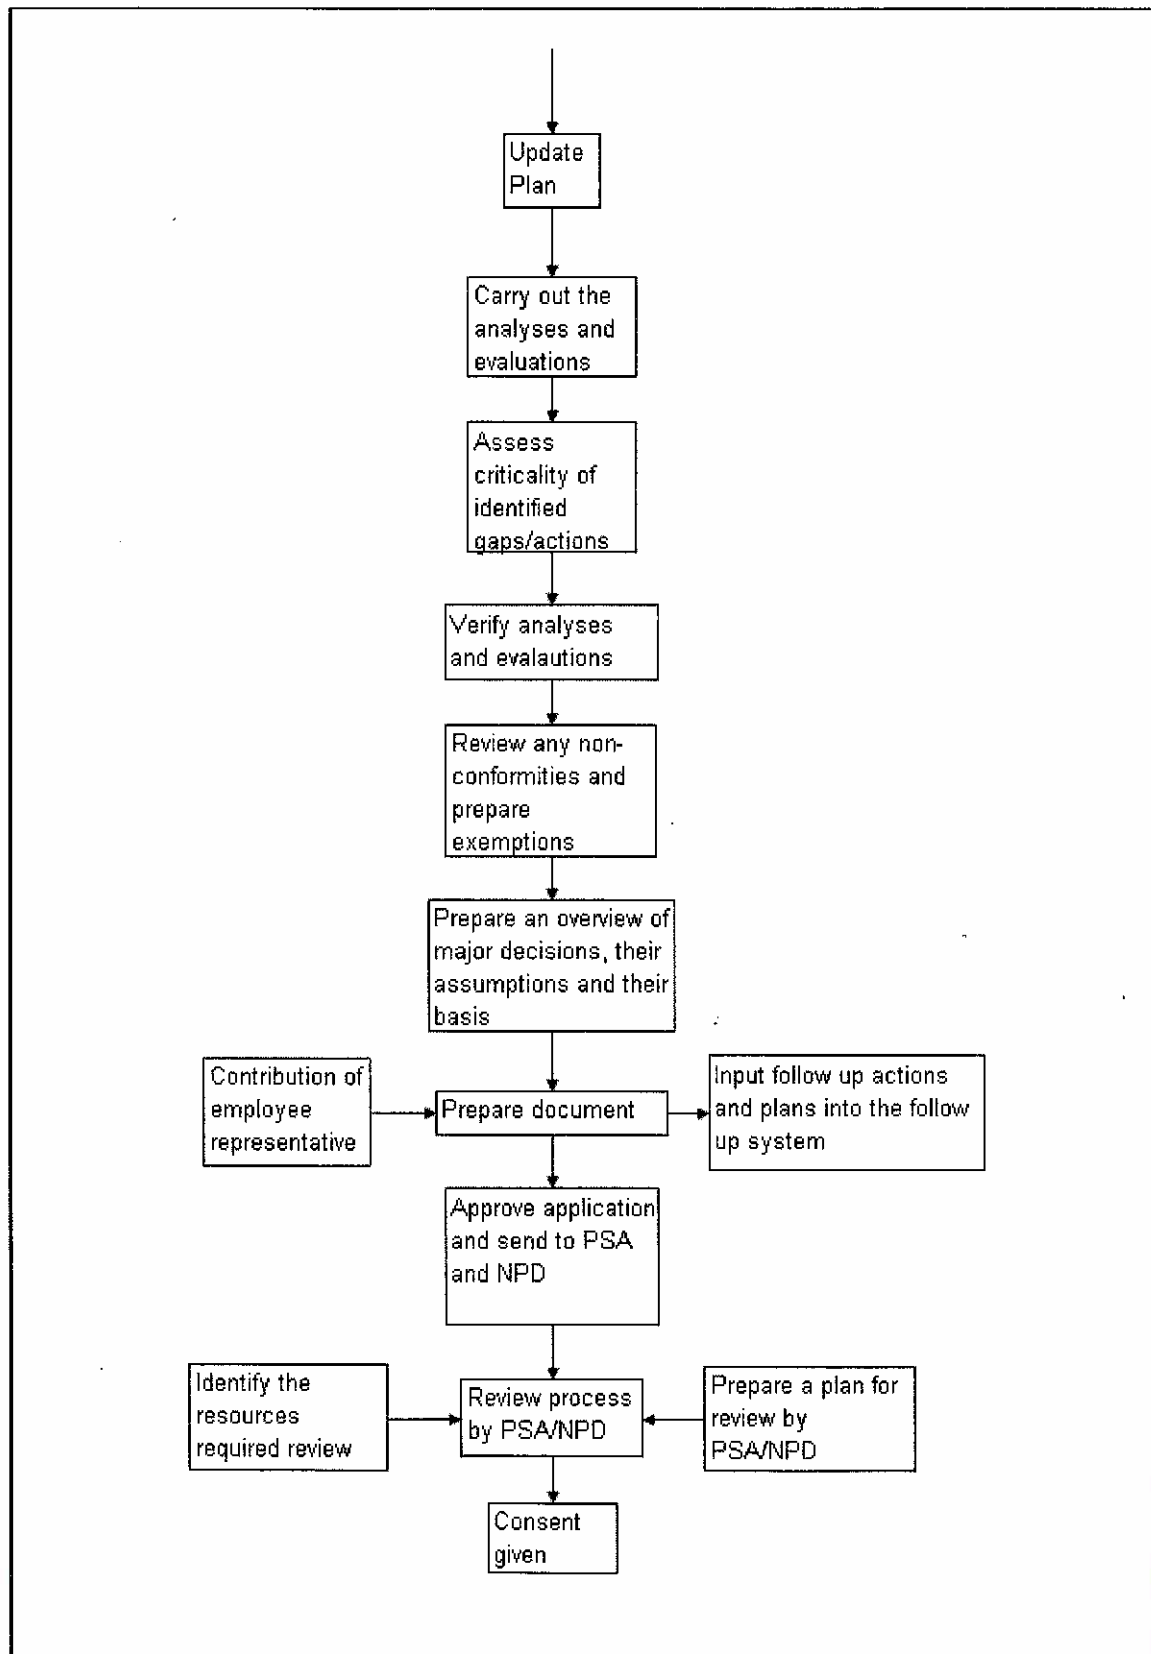 Update
Plan
Carry out the
analyses and
evaluations
Assess
criticality of
identified
gaps/actions
Verify analyses
and evalautions
Review any non-
conformities and
prepare
exemptions
Prepare an overview of
major decisions, their
assumptions and their
basis
Contribution of
employee
representative
Prepare document
Input follow up actions
and plans into the follow
up system
Approve application
and send to PSA
and NPD
Identify the
resources
required review
Review process
by PSA/NPD
Prepare a plan for
review by
PSA/NPD
Consent
given